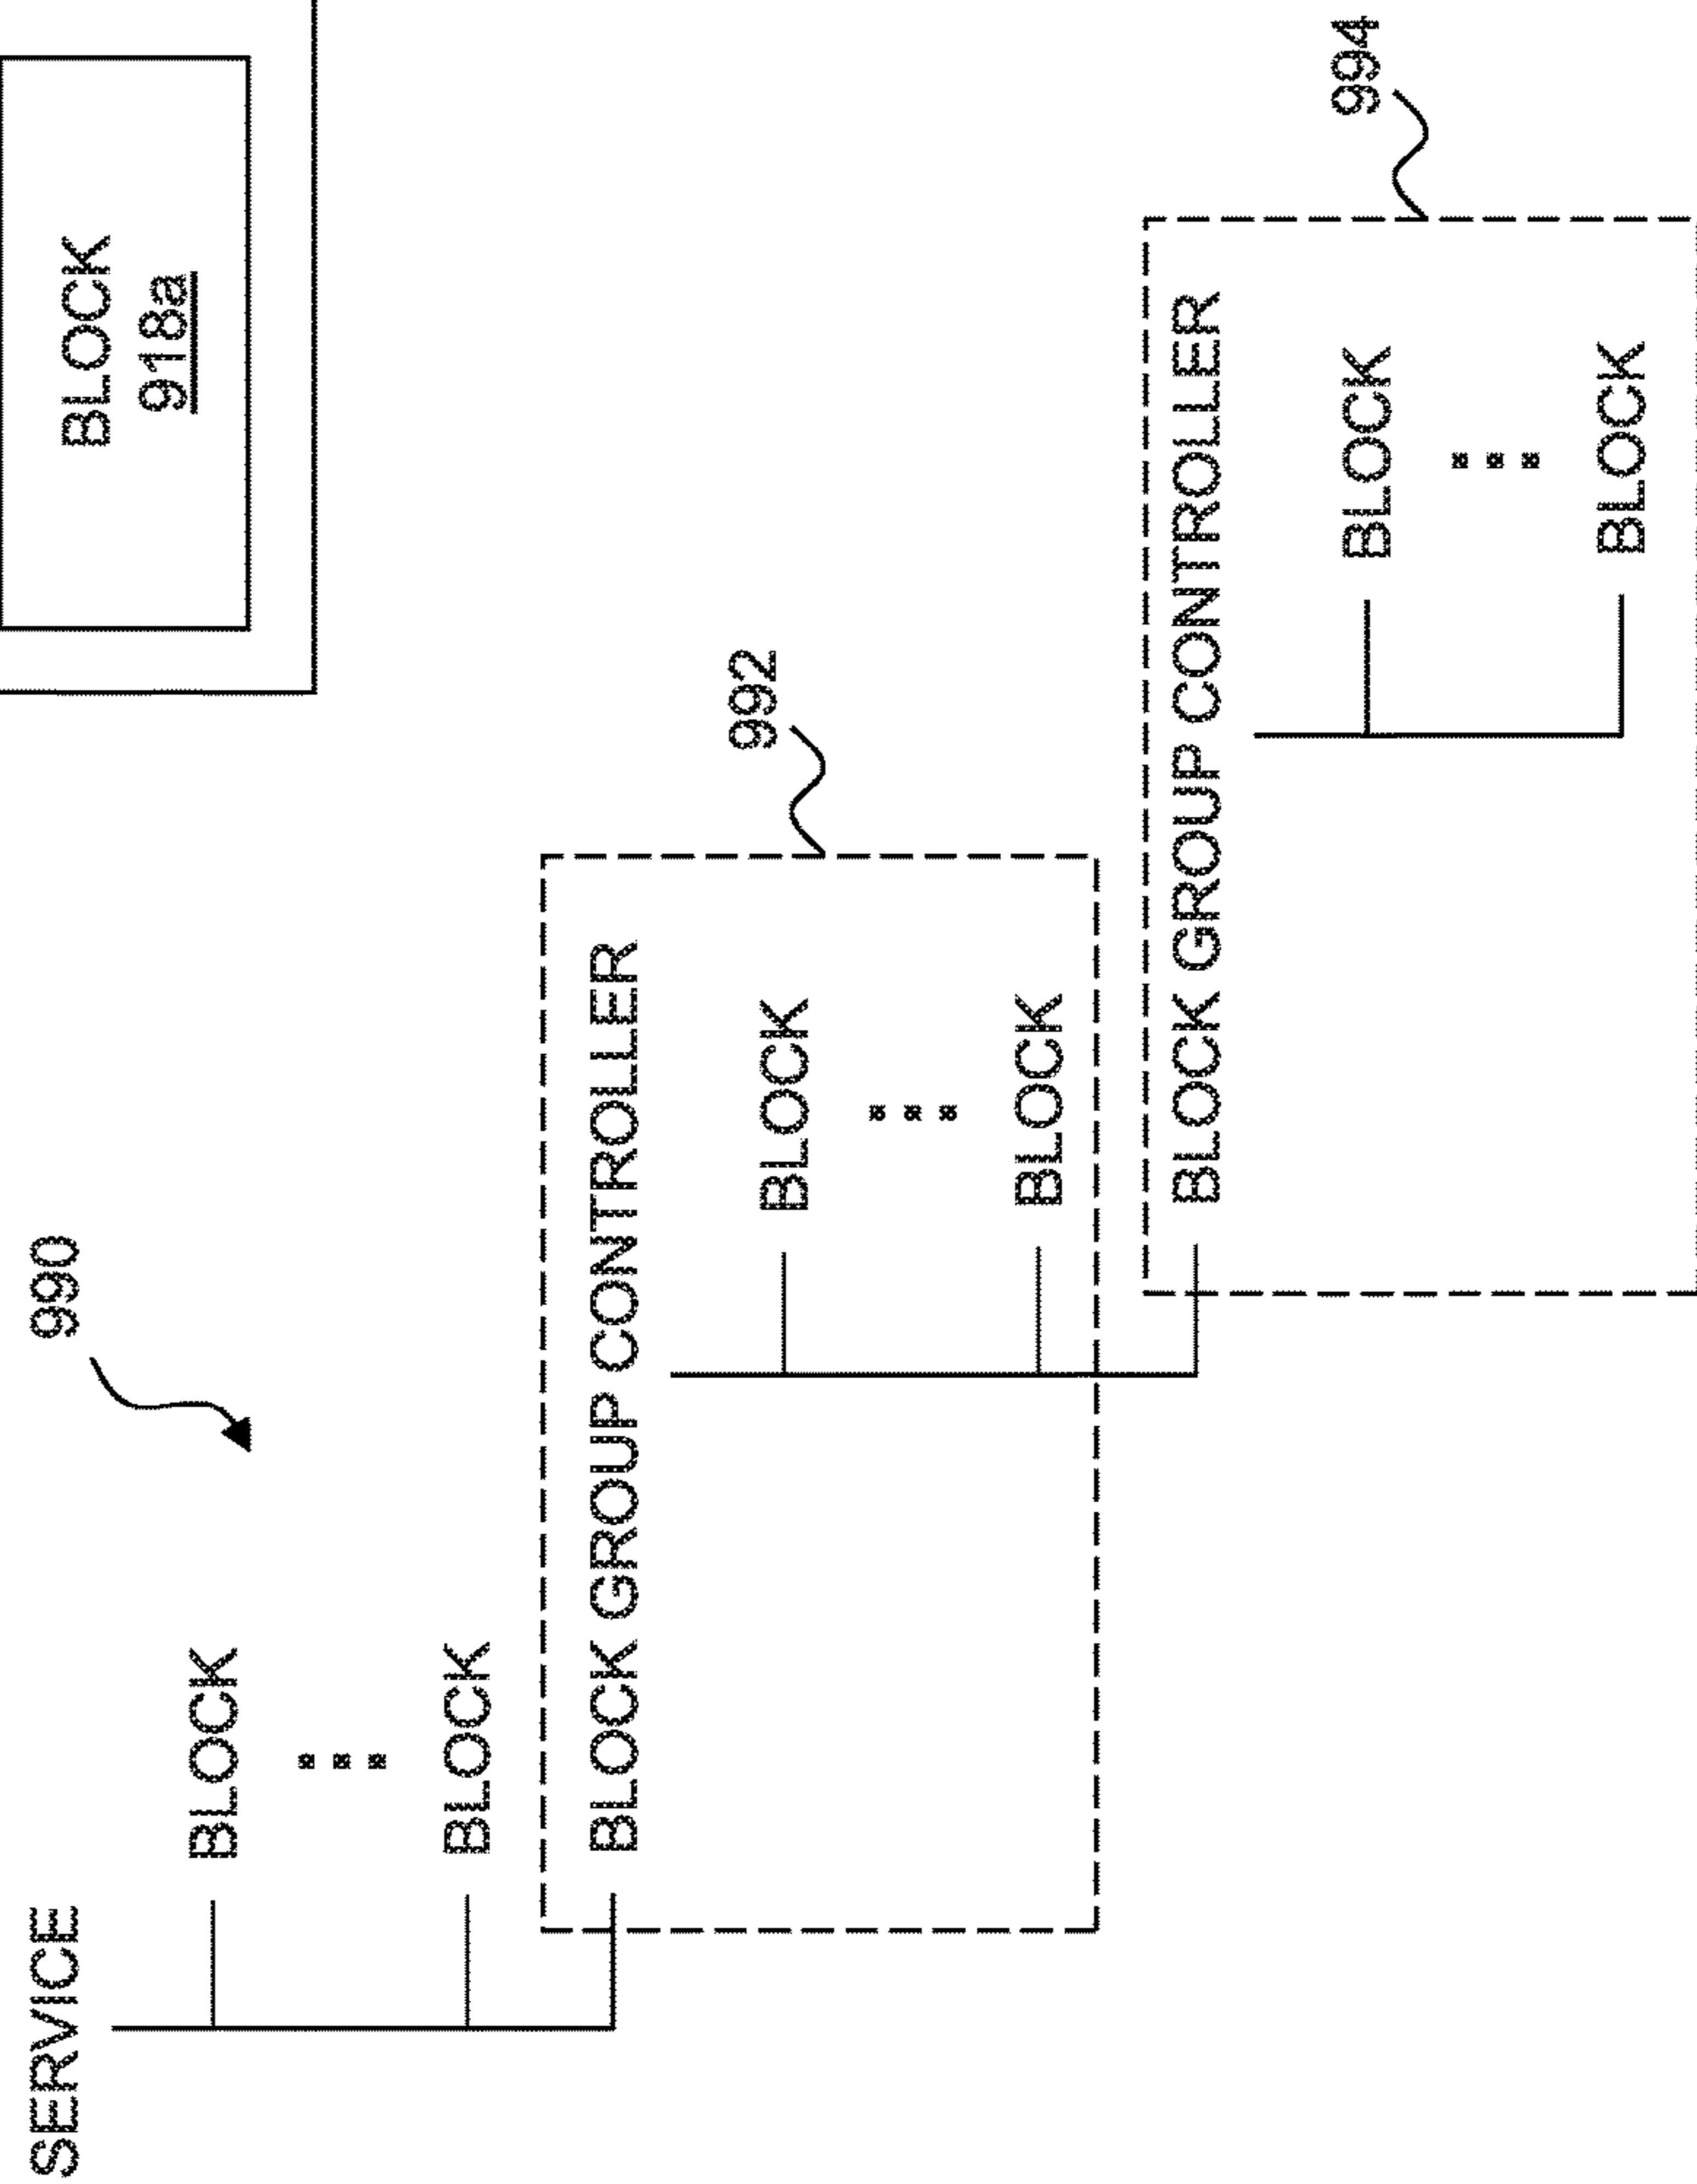 BLOCK
918a
990
SERVICE
BLOCK
BLOCK
992
BLOCK GROUP CONTROLLER
BLOCK
BLOCK
994
BLOCK GROUP CONTROLLER
BLOCK
BLOCK